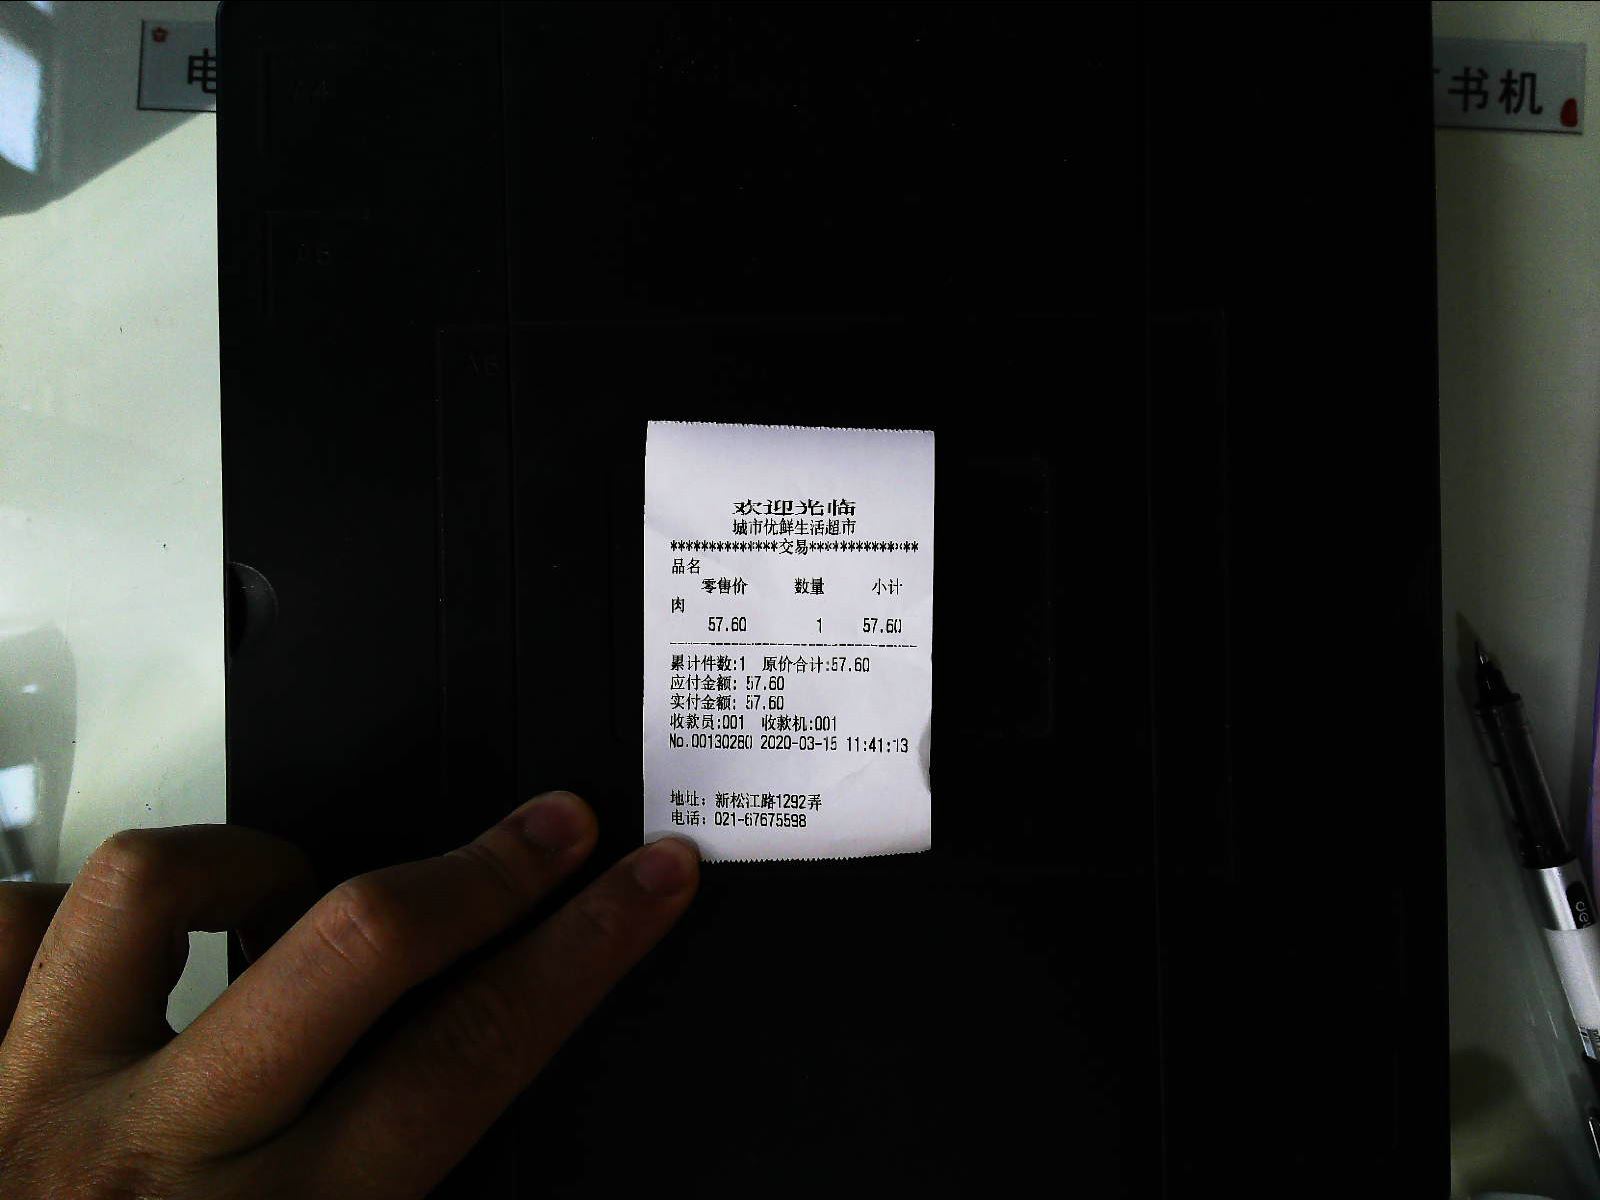 电
书机
欢迎光临
城市优鲜生活超市
**************交易**************
品名
零售价 数量 小计
肉
57.60 1 57.60
--------------------------------
累计件数:1 原价合计:57.60
应付金额: 57.60
实付金额: 57.60
收款员:001 收款机:001
No.00130280 2020-03-15 11:41:13
地址: 新松江路1292弄
电话: 021-67675598